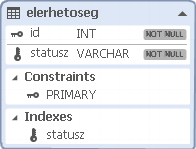 elerhetoseg
id INT NOT NULL
statusz VARCHAR NOT NULL
Constraints
PRIMARY
Indexes
statusz